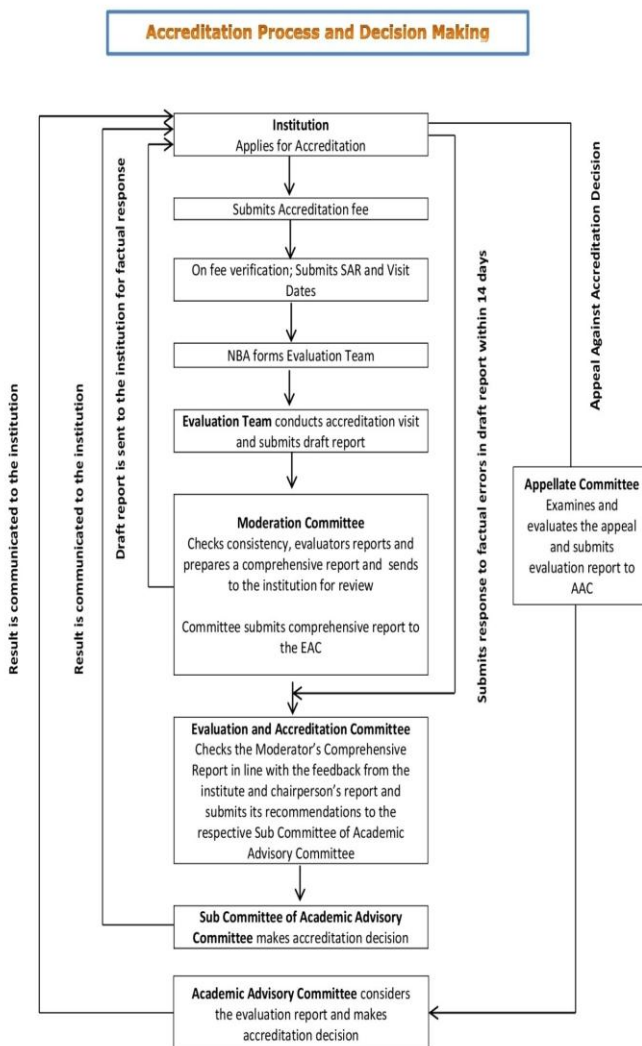 Accreditation Process and Decision Making
Institution
Applies for Accreditation
Submits Accreditation fee
On fee verification; Submits SAR and Visit
Dates
NBA forms Evaluation Team
Evaluation Team conducts accreditation visit
and submits draft report
Moderation Committee
Checks consistency, evaluators reports and
prepares a comprehensive report and sends
to the institution for review
Committee submits comprehensive report to
the EAC
Evaluation and Accreditation Committee
Checks the Moderator's Comprehensive
Report in line with the feedback from the
institute and chairperson's report and
submits its recommendations to the
respective Sub Committee of Academic
Advisory Committee
Sub Committee of Academic Advisory
Committee makes accreditation decision
Academic Advisory Committee considers
the evaluation report and makes
accreditation decision
Result is communicated to the institution
Result is communicated to the institution
Draft report is sent to the institution for factual response
Submits response to factual errors in draft report within 14 days
Appeal Against Accreditation Decision
Appellate Committee
Examines and
evaluates the appeal
and submits
evaluation report to
AAC